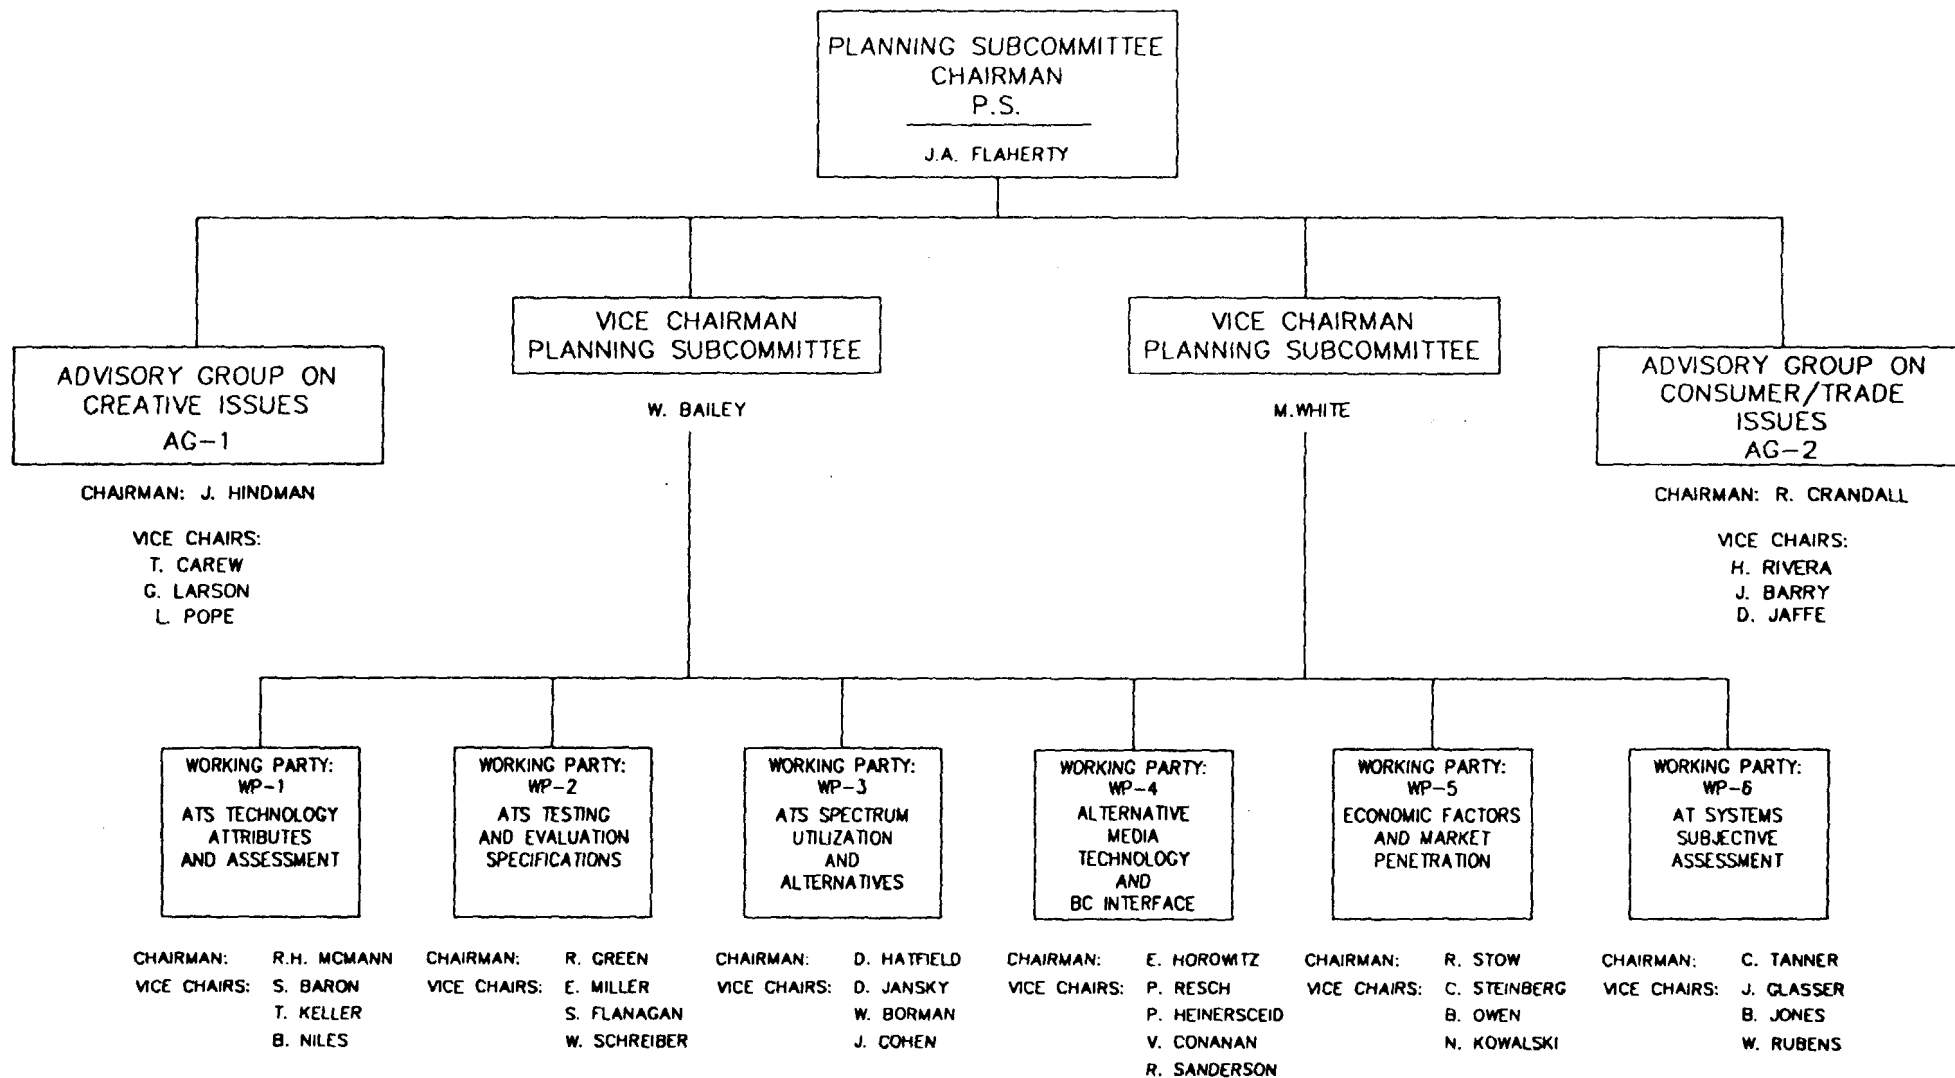 PLANNING SUBCOMMITTEE
CHAIRMAN
P.S.
J.A. FLAHERTY
ADVISORY GROUP ON
CREATIVE ISSUES
AG-1
CHAIRMAN: J. HINDMAN
VICE CHAIRS:
T. CAREW
G. LARSON
L. POPE
VICE CHAIRMAN
PLANNING SUBCOMMITTEE
W. BAILEY
VICE CHAIRMAN
PLANNING SUBCOMMITTEE
M.WHITE
ADVISORY GROUP ON
CONSUMER/TRADE
ISSUES
AG-2
CHAIRMAN: R. CRANDALL
VICE CHAIRS:
H. RIVERA
J. BARRY
D. JAFFE
WORKING PARTY:
WP-1
ATS TECHNOLOGY
ATTRIBUTES
AND ASSESSMENT
CHAIRMAN: R.H. MCMANN
VICE CHAIRS: S. BARON
T. KELLER
B. NILES
WORKING PARTY:
WP-2
ATS TESTING
AND EVALUATION
SPECIFICATIONS
CHAIRMAN: R. GREEN
VICE CHAIRS: E. MILLER
S. FLANAGAN
W. SCHREIBER
WORKING PARTY:
WP-3
ATS SPECTRUM
UTILIZATION
AND
ALTERNATIVES
CHAIRMAN: D. HATFIELD
VICE CHAIRS: D. JANSKY
W. BORMAN
J. COHEN
WORKING PARTY:
WP-4
ALTERNATIVE
MEDIA
TECHNOLOGY
AND
BC INTERFACE
CHAIRMAN: E. HOROWITZ
VICE CHAIRS: P. RESCH
P. HEINERSCEID
V. CONANAN
R. SANDERSON
WORKING PARTY:
WP-5
ECONOMIC FACTORS
AND MARKET
PENETRATION
CHAIRMAN: R. STOW
VICE CHAIRS: C. STEINBERG
B. OWEN
N. KOWALSKI
WORKING PARTY:
WP-6
AT SYSTEMS
SUBJECTIVE
ASSESSMENT
CHAIRMAN: C. TANNER
VICE CHAIRS: J. GLASSER
B. JONES
W. RUBENS